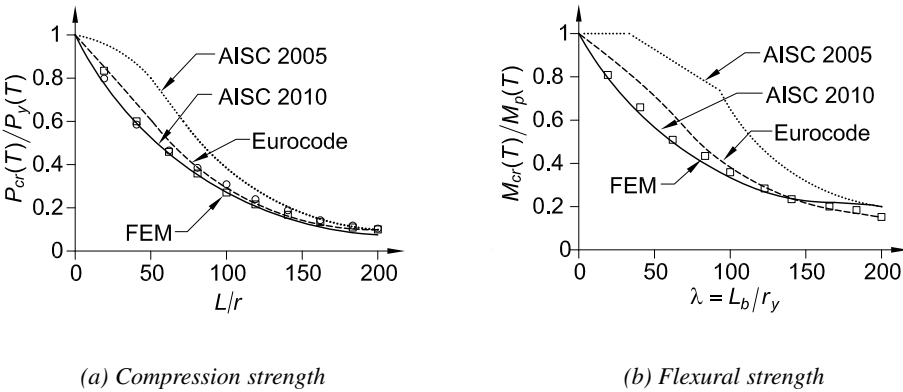 P_cr(T)/P_y(T)
1
0.8
0.6
0.4
0.2
0
0
50
100
150
200
L/r
AISC 2005
AISC 2010
Eurocode
FEM
(a) Compression strength
M_cr(T)/M_p(T)
1
0.8
0.6
0.4
0.2
0
0
50
100
150
200
λ = L_b/r_y
AISC 2005
AISC 2010
Eurocode
FEM
(b) Flexural strength